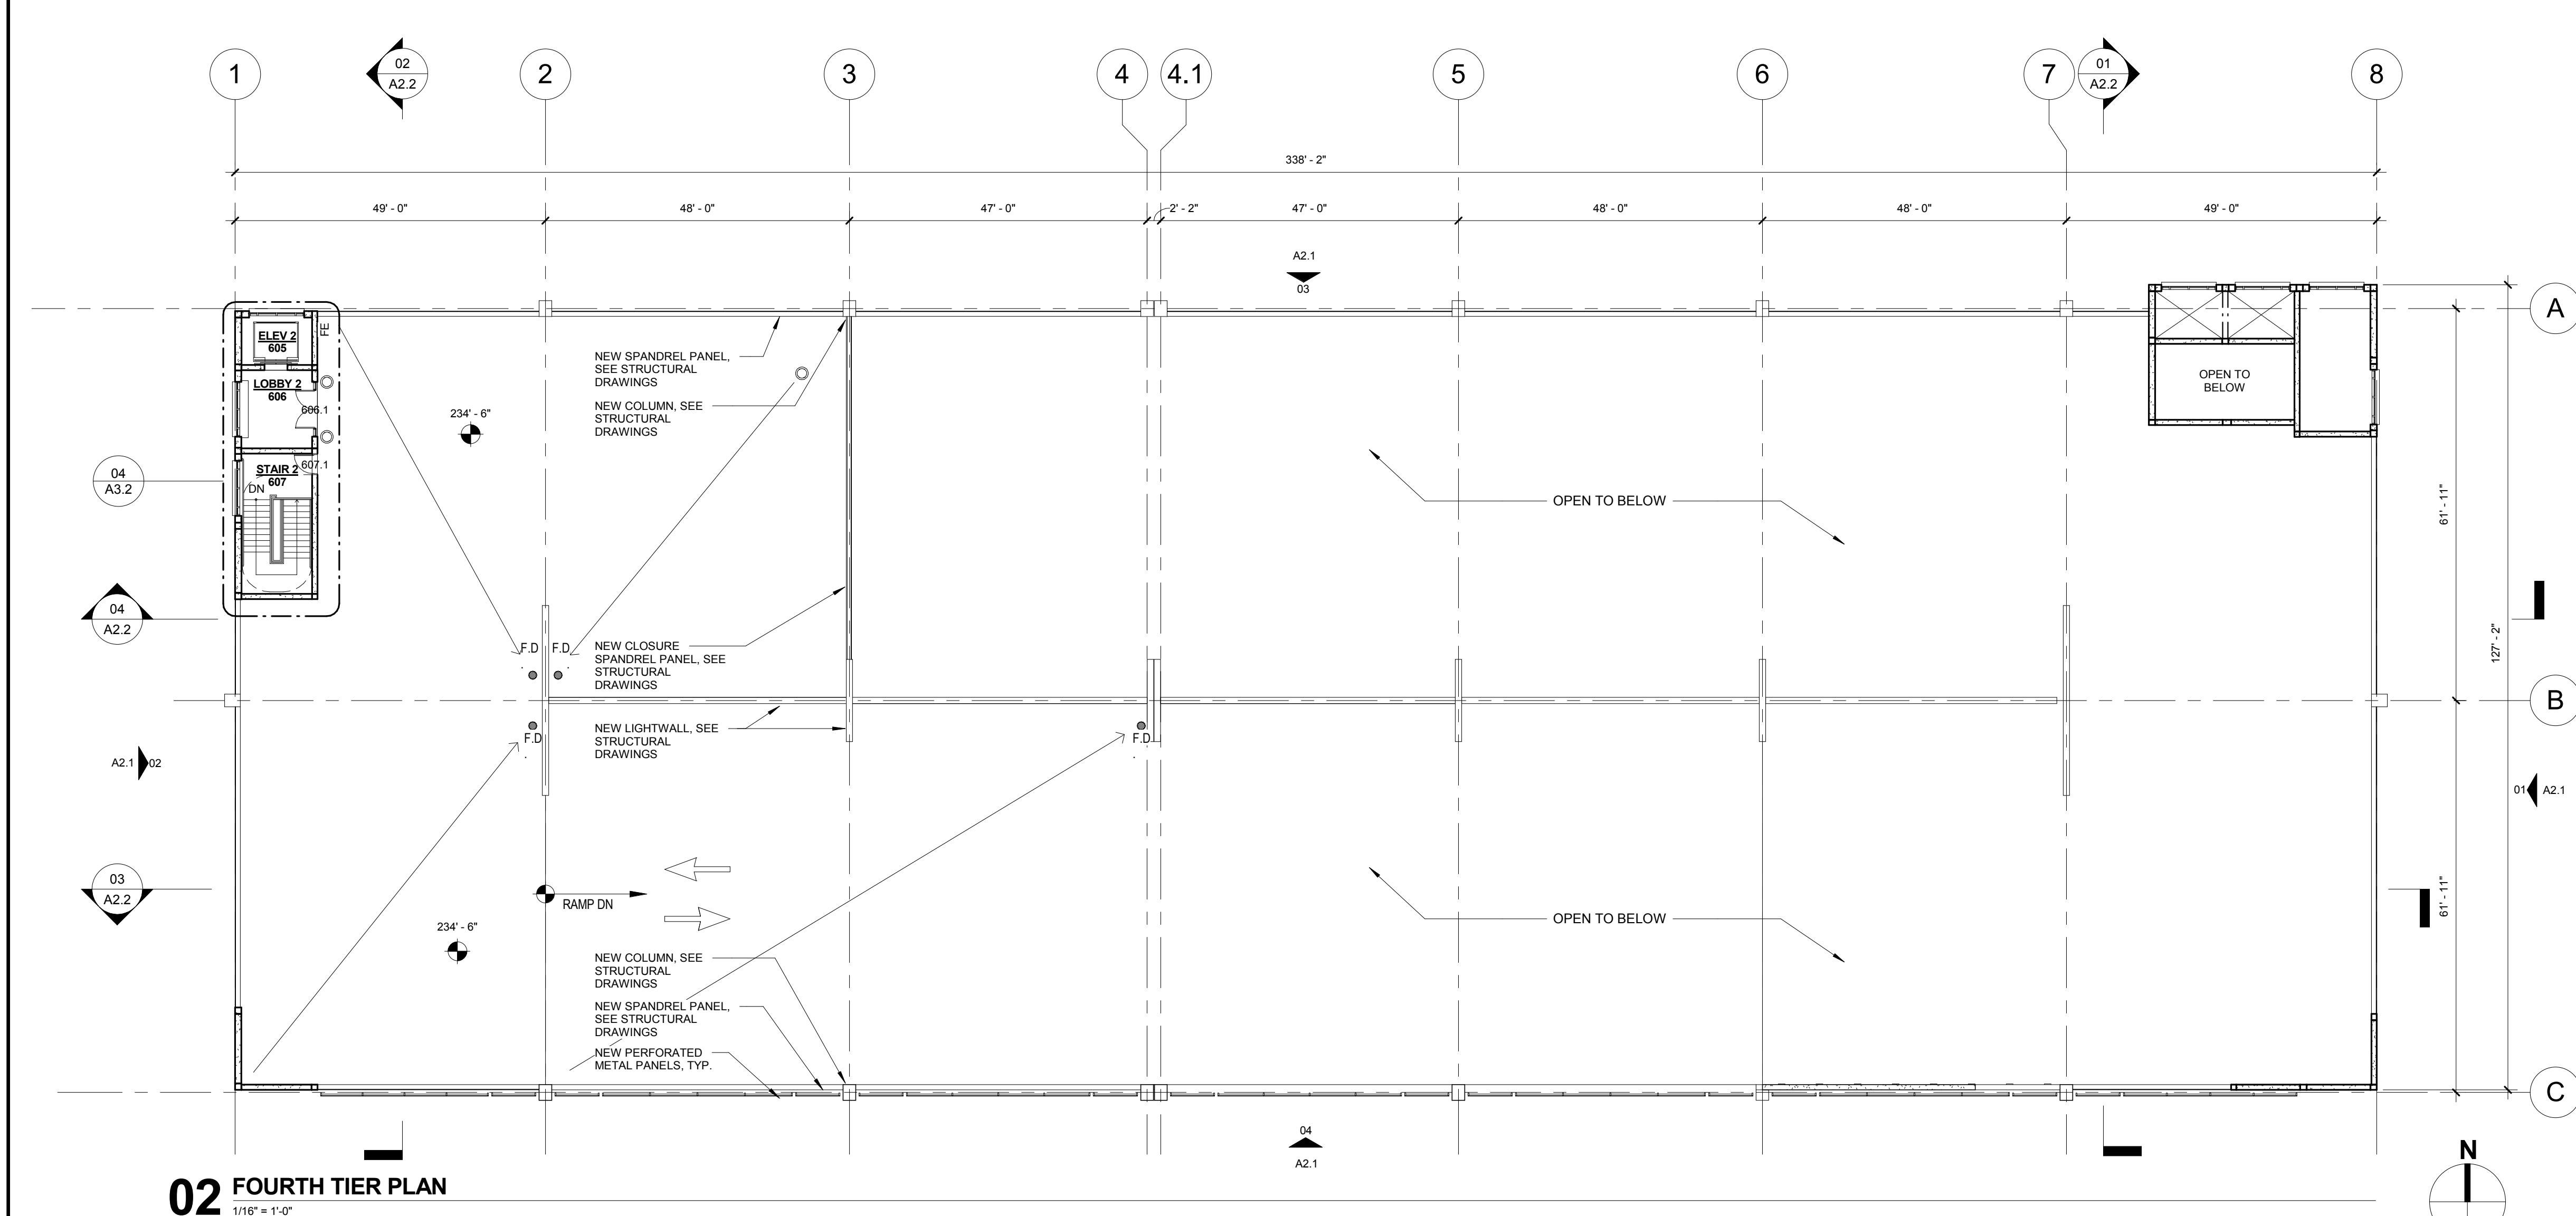 1
02
A2.2
2
3
4
4.1
5
6
7
01
A2.2
8
338' - 2"
49' - 0"
48' - 0"
47' - 0"
2' - 2"
47' - 0"
48' - 0"
48' - 0"
49' - 0"
A2.1
03
A
ELEV 2
605
FE
LOBBY 2
606
606.1
234' - 6"
NEW SPANDREL PANEL,
SEE STRUCTURAL
DRAWINGS
NEW COLUMN, SEE
STRUCTURAL
DRAWINGS
OPEN TO
BELOW
04
A3.2
STAIR 2
607
607.1
DN
OPEN TO BELOW
61' - 11"
04
A2.2
127' - 2"
F.D.
F.D.
NEW CLOSURE
SPANDREL PANEL, SEE
STRUCTURAL
DRAWINGS
B
NEW LIGHTWALL, SEE
STRUCTURAL
DRAWINGS
F.D.
F.D.
A2.1
02
01
A2.1
03
A2.2
RAMP DN
61' - 11"
OPEN TO BELOW
234' - 6"
NEW COLUMN, SEE
STRUCTURAL
DRAWINGS
NEW SPANDREL PANEL,
SEE STRUCTURAL
DRAWINGS
NEW PERFORATED
METAL PANELS, TYP.
C
04
A2.1
N
02
FOURTH TIER PLAN
1/16" = 1'-0"